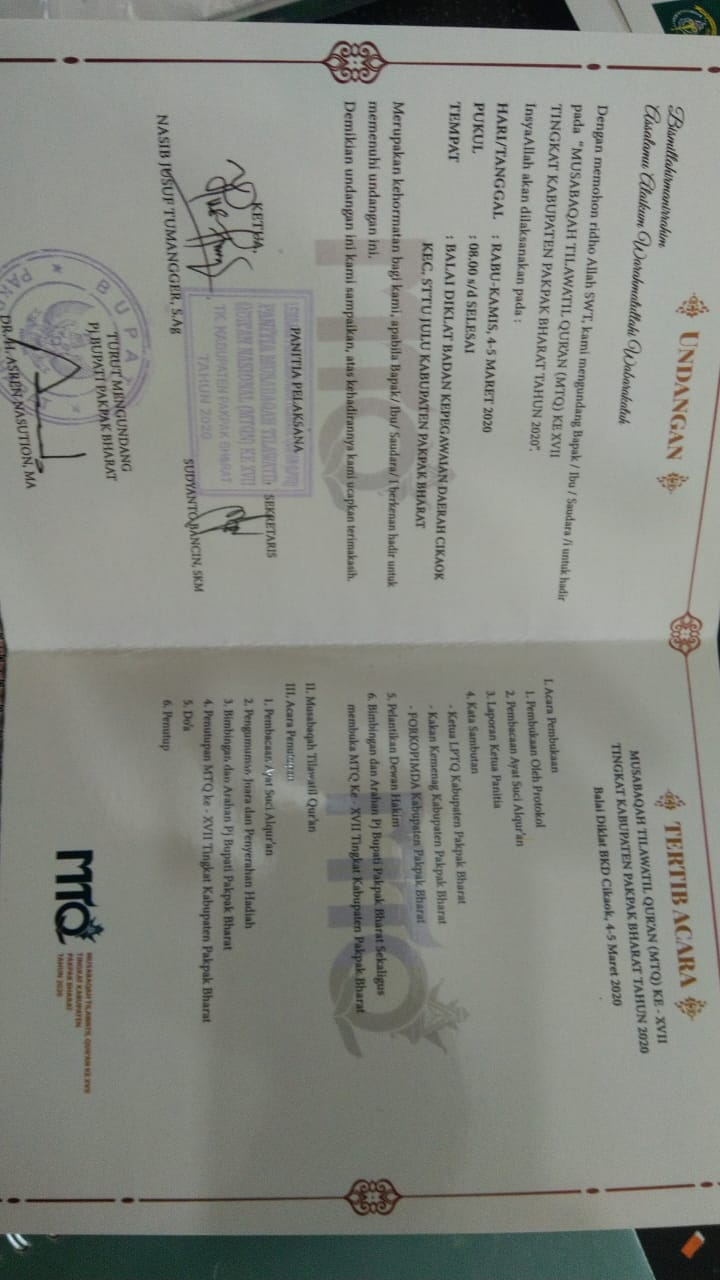 UNDANGAN
Bismillahirmanirrahim
Assalamu Alaikum Warahmatullahi Wabarakatuh
Dengan memohon ridho Allah SWT, kami mengundang Bapak / Ibu / Saudara /i untuk hadir
pada "MUSABAQAH TILAWATIL QUR'AN (MTQ) KE XVII
TINGKAT KABUPATEN PAKPAK BHARAT TAHUN 2020",
InsyaAllah akan dilaksanakan pada :
HARI/TANGGAL : RABU-KAMIS, 4-5 MARET 2020
PUKUL : 08.00 s/d SELESAI
TEMPAT : BALAI DIKLAT BADAN KEPEGAWAIAN DAERAH CIKAOK
KEC, STTU JULU KABUPATEN PAKPAK BHARAT
Merupakan kehormatan bagi kami, apabila Bapak/ Ibu/ Saudara/ I berkenan hadir untuk
memenuhi undangan ini.
Demikian undangan ini kami sampaikan, atas kehadirannya kami ucapkan terimakasih.
MTQ
PANITIA PELAKSANA
PANITIA MUSABAQAH TILAWATIL
QUR'AN NASIONAL (MTQN) KE XVII
TK. KABUPATEN PAKPAK BHARAT
TAHUN 2020
KETUA,
SEKRETARIS
NASIB JUSUF TUMANGGER, S.Ag
SUDYANTO BANCIN, SKM
TURUT MENGUNDANG
Pj BUPATI PAKPAK BHARAT
BUPATI
DR. H. ASREN NASUTION, MA
TERTIB ACARA
MUSABAQAH TILAWATIL QUR'AN (MTQ) KE - XVII
TINGKAT KABUPATEN PAKPAK BHARAT TAHUN 2020
Balai Diklat BKD Cikaok, 4-5 Maret 2020
I. Acara Pembukaan
1. Pembukaan Oleh Protokol
2. Pembacaan Ayat Suci Alqur'an
3. Laporan Ketua Panitia
4. Kata Sambutan
- Ketua LPTQ Kabupaten Pakpak Bharat
- Kakan Kemenag Kabupaten Pakpak Bharat
- FORKOPIMDA Kabupaten Pakpak Bharat
5. Pelantikan Dewan Hakim
6. Bimbingan dan Arahan Pj Bupati Pakpak Bharat Sekaligus
membuka MTQ Ke - XVII Tingkat Kabupaten Pakpak Bharat
MTQ
II. Musabaqah Tilawatil Qur'an
III. Acara Penutupan
1. Pembacaan Ayat Suci Alqur'an
2. Pengumuman Juara dan Penyerahan Hadiah
3. Bimbingan dan Arahan Pj Bupati Pakpak Bharat
4. Penutupan MTQ ke - XVII Tingkat Kabupaten Pakpak Bharat
5. Do'a
6. Penutup
MTQ
MUSABAQAH TILAWATIL QUR'AN KE XVII
TINGKAT KABUPATEN
PAKPAK BHARAT
TAHUN 2020